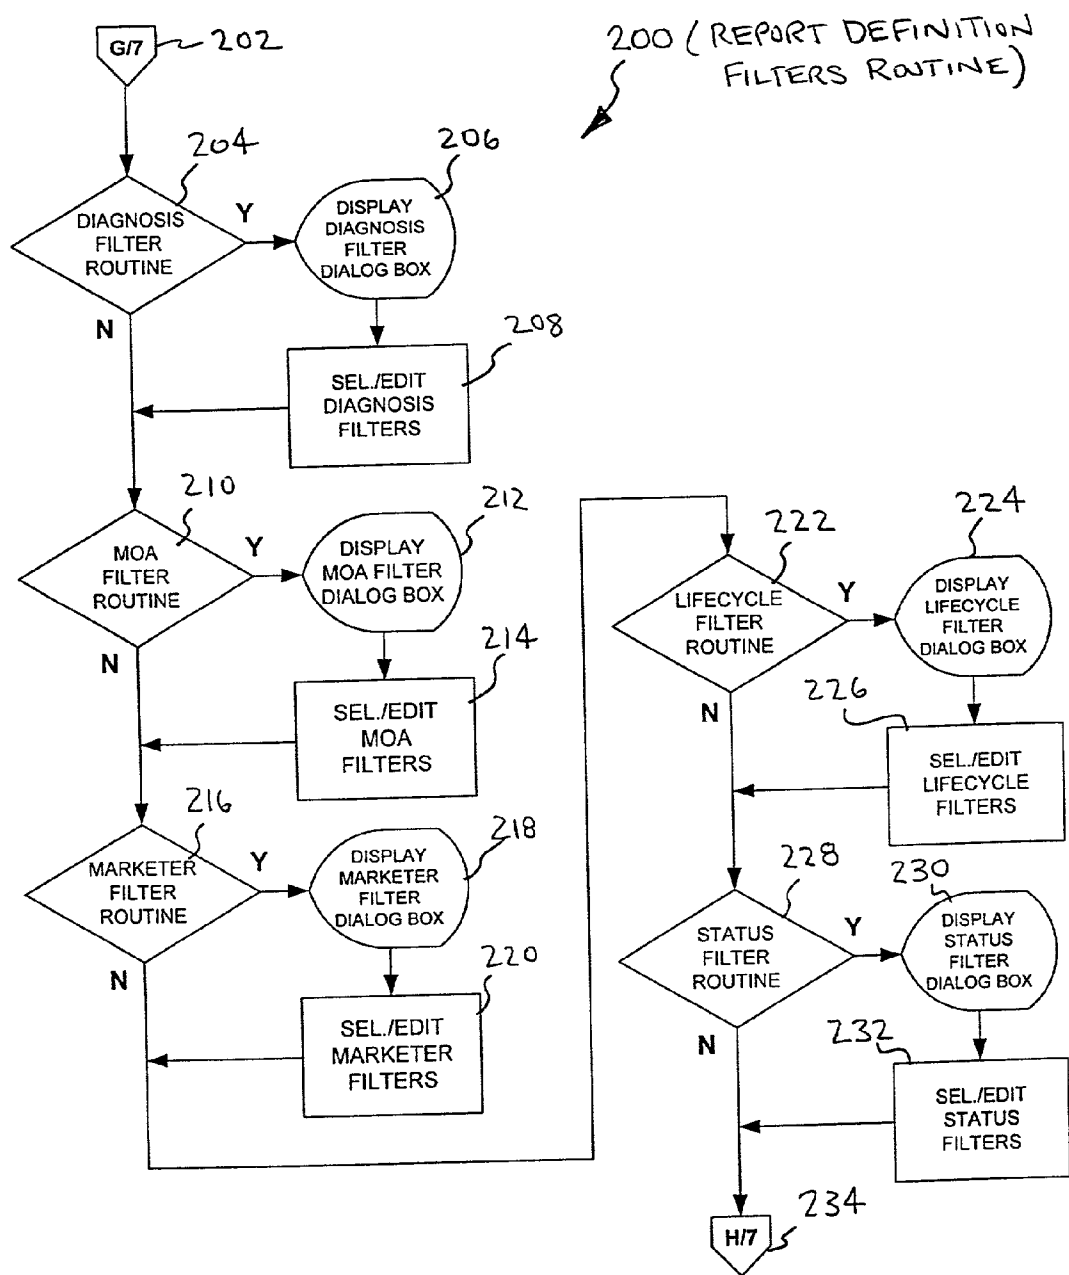 G/7
202
200 (REPORT DEFINITION
FILTERS ROUTINE)
204
DIAGNOSIS
FILTER
ROUTINE
Y
N
206
DISPLAY
DIAGNOSIS
FILTER
DIALOG BOX
208
SEL./EDIT
DIAGNOSIS
FILTERS
210
MOA
FILTER
ROUTINE
Y
N
212
DISPLAY
MOA FILTER
DIALOG BOX
214
SEL./EDIT
MOA
FILTERS
216
MARKETER
FILTER
ROUTINE
Y
N
218
DISPLAY
MARKETER
FILTER
DIALOG BOX
220
SEL./EDIT
MARKETER
FILTERS
222
LIFECYCLE
FILTER
ROUTINE
Y
N
224
DISPLAY
LIFECYCLE
FILTER
DIALOG BOX
226
SEL./EDIT
LIFECYCLE
FILTERS
228
STATUS
FILTER
ROUTINE
Y
N
230
DISPLAY
STATUS
FILTER
DIALOG BOX
232
SEL./EDIT
STATUS
FILTERS
H/7
234